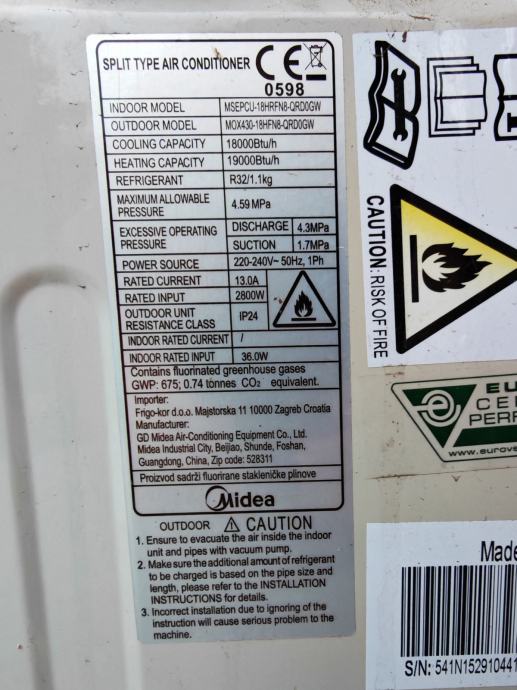 SPLIT TYPE AIR CONDITIONER CE
0598
INDOOR MODEL MSEPCU-18HRFN8-QRD0GW
OUTDOOR MODEL MOX430-18HFN8-QRD0GW
COOLING CAPACITY 18000Btu/h
HEATING CAPACITY 19000Btu/h
REFRIGERANT R32/1.1kg
MAXIMUM ALLOWABLE PRESSURE 4.59 MPa
EXCESSIVE OPERATING PRESSURE DISCHARGE 4.3MPa
SUCTION 1.7MPa
POWER SOURCE 220-240V~ 50Hz, 1Ph
RATED CURRENT 13.0A
RATED INPUT 2800W
OUTDOOR UNIT RESISTANCE CLASS IP24
INDOOR RATED CURRENT /
INDOOR RATED INPUT 36.0W
Contains fluorinated greenhouse gases
GWP: 675; 0.74 tonnes CO₂ equivalent.
Importer:
Frigo-kor d.o.o. Majstorska 11 10000 Zagreb Croatia
Manufacturer:
GD Midea Air-Conditioning Equipment Co., Ltd.
Midea Industrial City, Beijiao, Shunde, Foshan,
Guangdong, China, Zip code: 528311
Proizvod sadrži fluorirane stakleničke plinove
Midea
OUTDOOR ⚠ CAUTION
1. Ensure to evacuate the air inside the indoor
unit and pipes with vacuum pump.
2. Make sure the additional amount of refrigerant
to be charged is based on the pipe size and
length, please refer to the INSTALLATION
INSTRUCTIONS for details.
3. Incorrect installation due to ignoring of the
instruction will cause serious problem to the
machine.
CAUTION: RISK OF FIRE
EU
CE
PERF
www.eurove
Made
S/N: 541N15291044